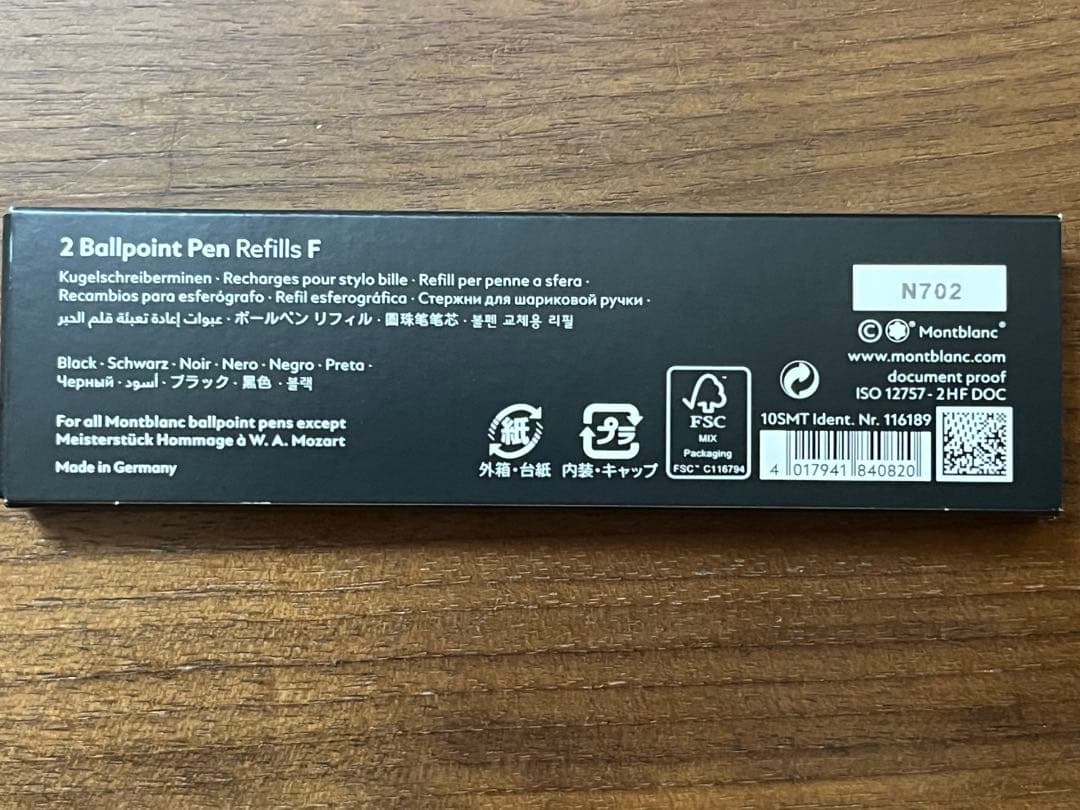 2 Ballpoint Pen Refills F
Kugelschreiberminen · Recharges pour stylo bille · Refill per penne a sfera ·
Recambios para esferógrafo · Refil esferográfica · Стержни для шариковой ручки ·
عبوات إعادة تعبئة قلم الحبر · ボールペン リフィル · 圆珠笔笔芯 · 볼펜 교체용 리필
Black · Schwarz · Noir · Nero · Negro · Preta ·
Черный · أسود · ブラック · 黑色 · 블랙
For all Montblanc ballpoint pens except
Meisterstück Hommage à W. A. Mozart
Made in Germany
紙
外箱・台紙
プラ
内装・キャップ
FSC
MIX
Packaging
FSC™ C116794
N702
© ® Montblanc®
www.montblanc.com
document proof
ISO 12757 - 2 HF DOC
10SMT Ident. Nr. 116189
4 017941 840820